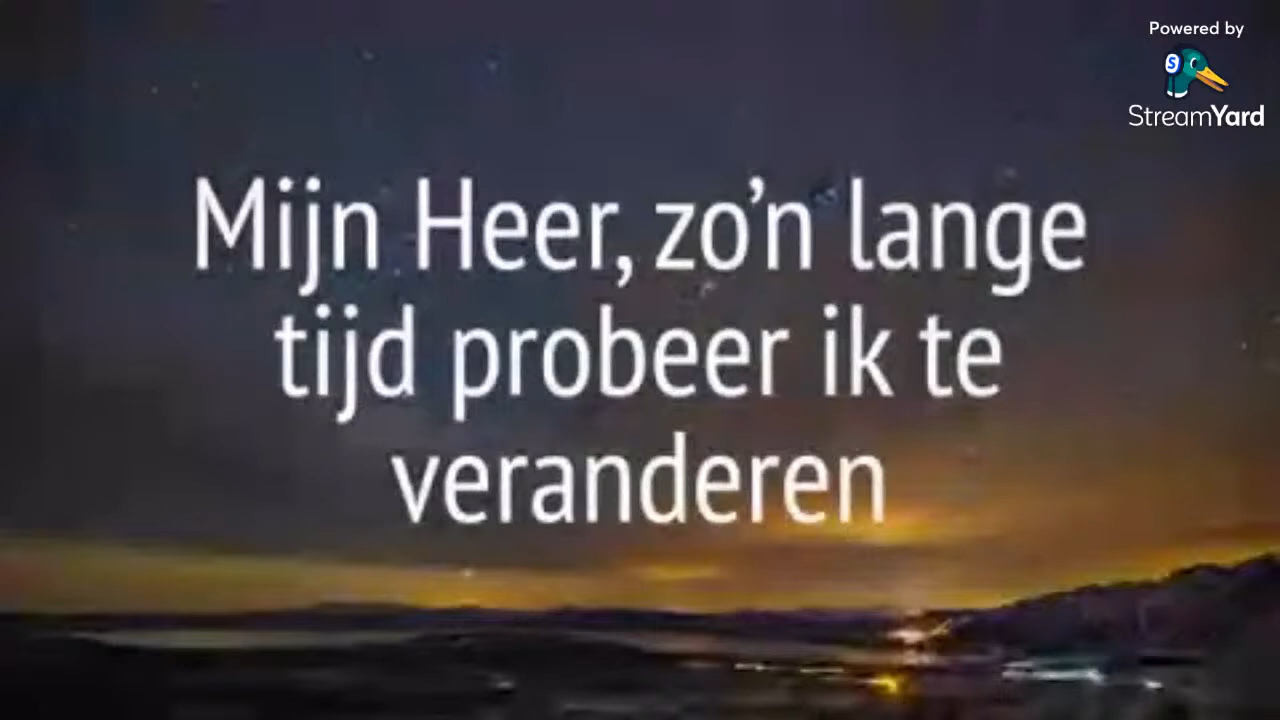 Powered by
StreamYard
Mijn Heer, zo’n lange
tijd probeer ik te
veranderen